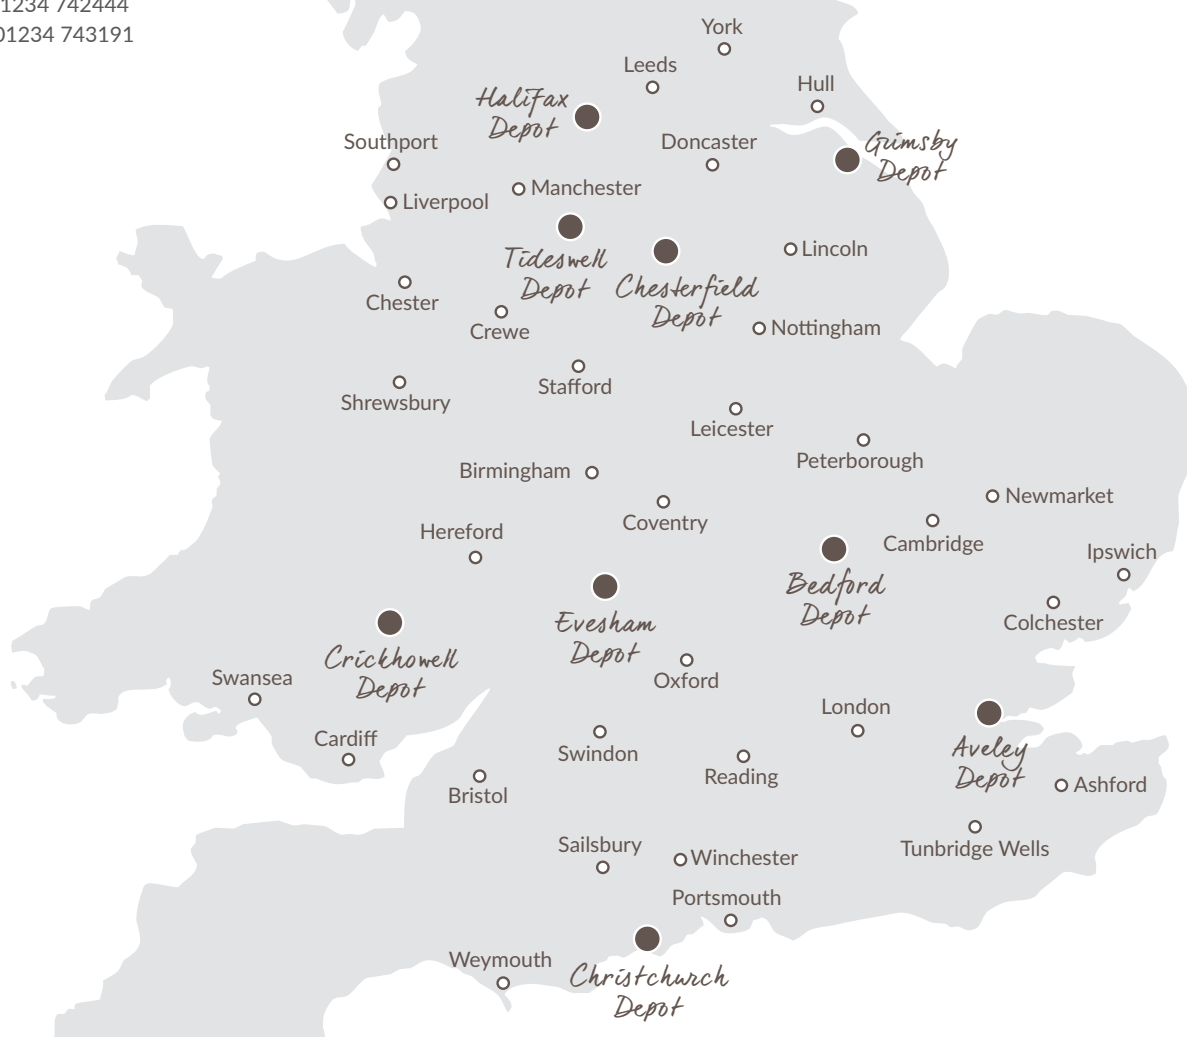 1234 742444
01234 743191
York
Leeds
Hull
Halifax
Depot
Southport
Doncaster
Grimsby
Depot
Manchester
Liverpool
Tideswell
Depot
Lincoln
Chesterfield
Depot
Chester
Crewe
Nottingham
Stafford
Shrewsbury
Leicester
Peterborough
Birmingham
Newmarket
Coventry
Hereford
Cambridge
Ipswich
Bedford
Depot
Colchester
Evesham
Depot
Crickhowell
Depot
Swansea
Oxford
London
Cardiff
Swindon
Aveley
Depot
Reading
Ashford
Bristol
Sailsbury
Winchester
Tunbridge Wells
Portsmouth
Weymouth
Christchurch
Depot